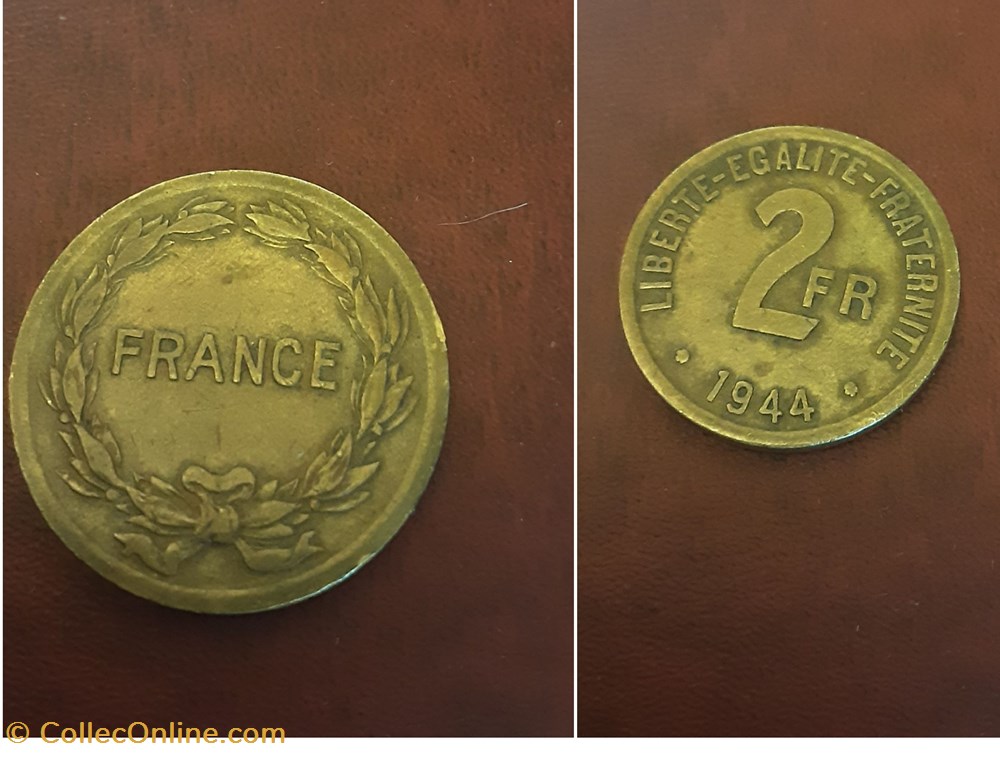 FRANCE
LIBERTE-EGALITE-FRATERNITE
2 FR
1944
© CollecOnline.com